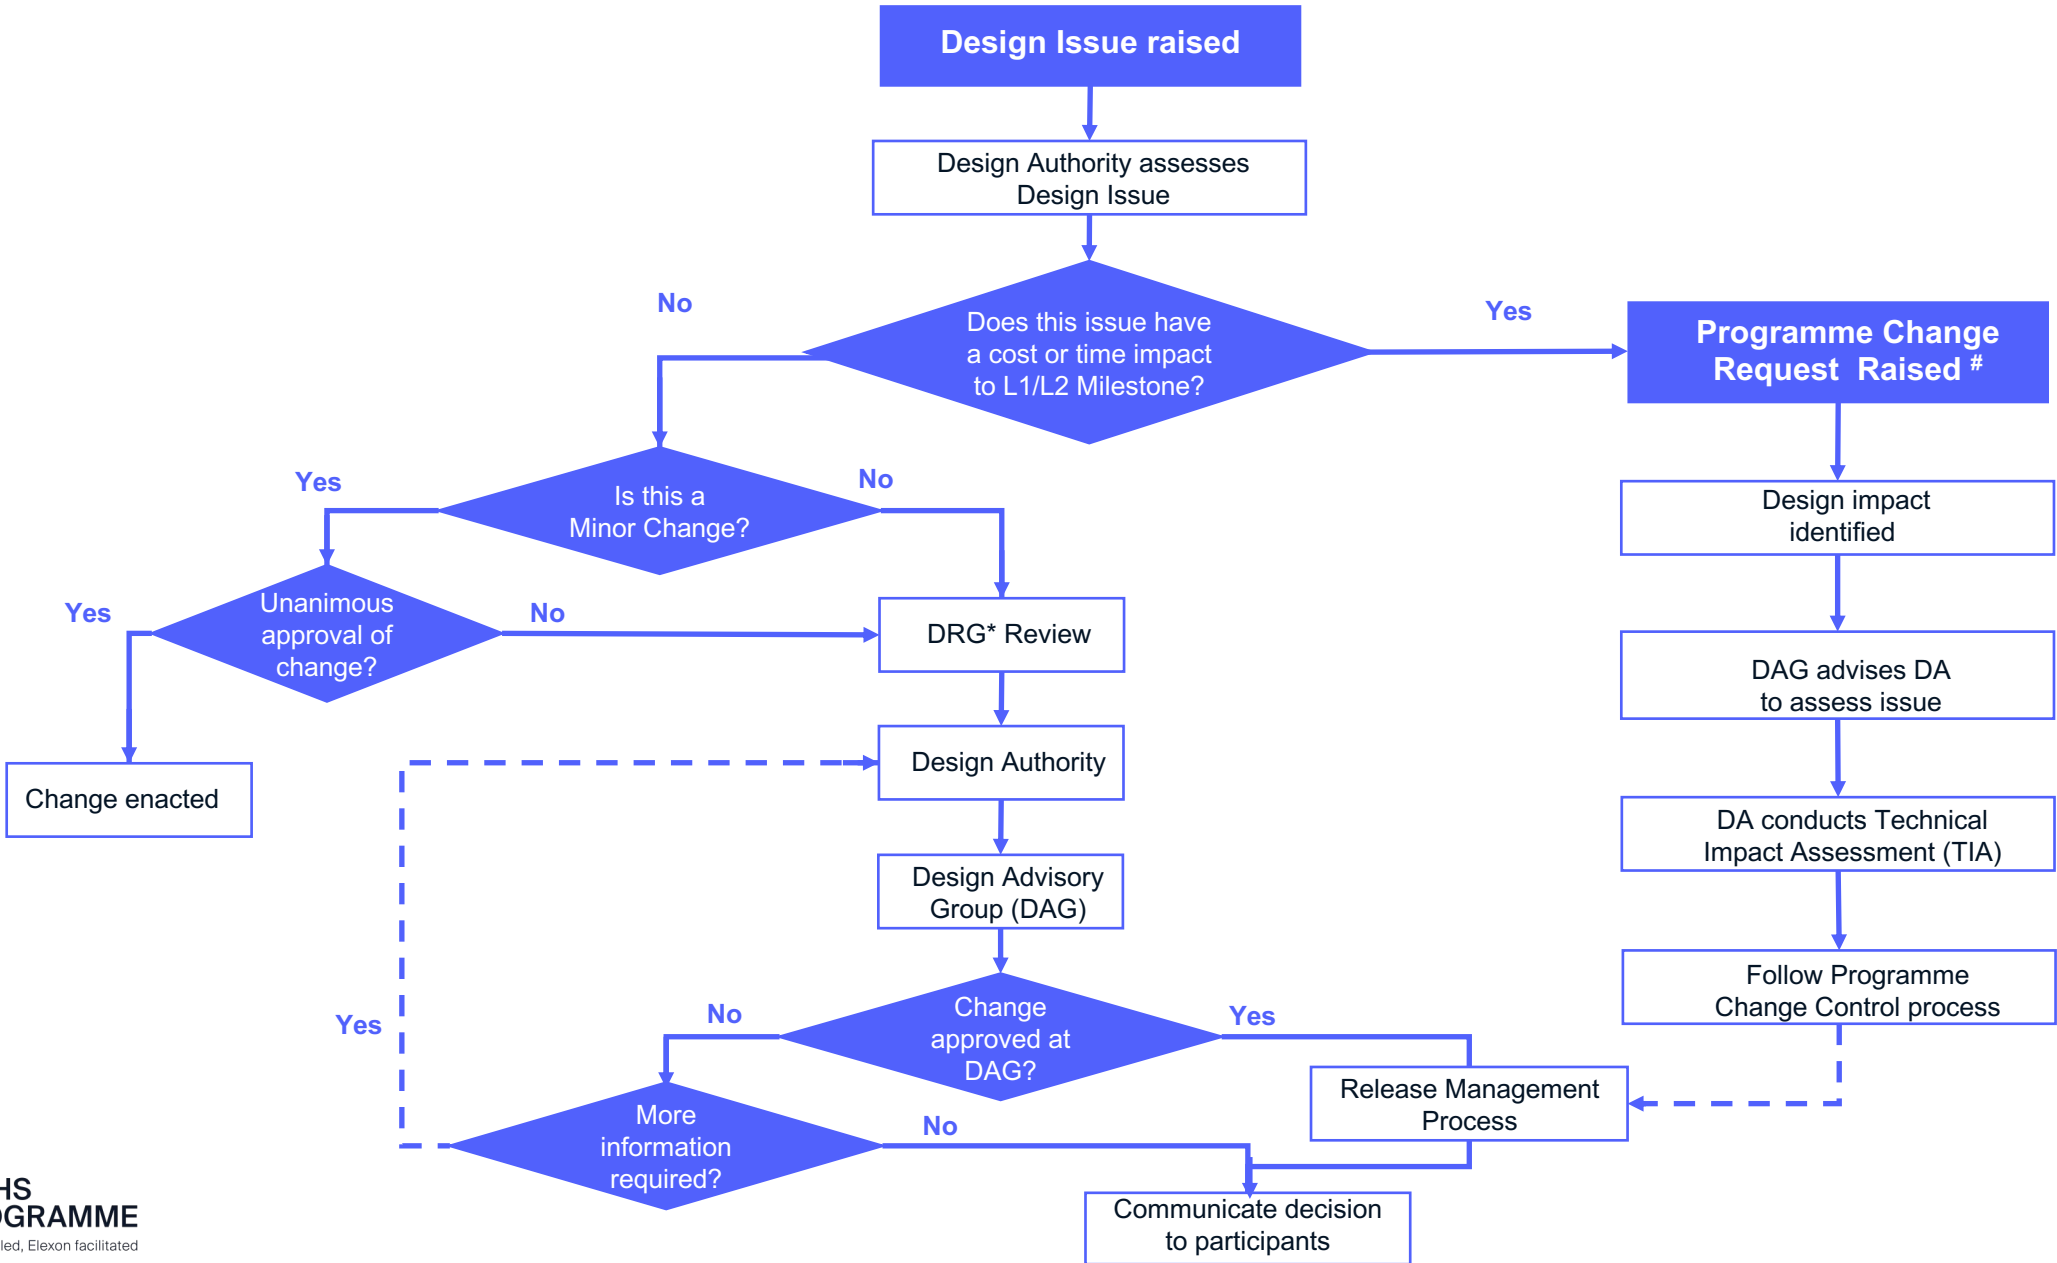 Design Issue raised
Design Authority assesses
Design Issue
Does this issue have
a cost or time impact
to L1/L2 Milestone?
No
Yes
Programme Change
Request Raised #
Is this a
Minor Change?
Yes
No
Design impact
identified
Unanimous
approval of
change?
Yes
No
DRG* Review
DAG advises DA
to assess issue
Change enacted
Design Authority
DA conducts Technical
Impact Assessment (TIA)
Design Advisory
Group (DAG)
Follow Programme
Change Control process
Change
approved at
DAG?
No
Yes
Yes
Release Management
Process
More
information
required?
No
Communicate decision
to participants
HS
OGRAMME
led, Elexon facilitated